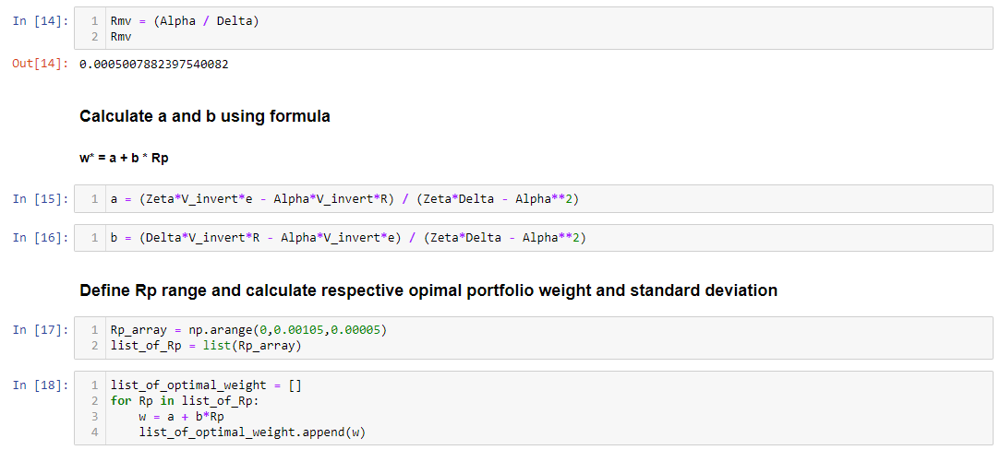 In [14]:
1 Rmv = (Alpha / Delta)
2 Rmv
Out[14]: 0.0005007882397540082
Calculate a and b using formula
w* = a + b * Rp
In [15]: 1 a = (Zeta*V_invert*e - Alpha*V_invert*R) / (Zeta*Delta - Alpha**2)
In [16]: 1 b = (Delta*V_invert*R - Alpha*V_invert*e) / (Zeta*Delta - Alpha**2)
Define Rp range and calculate respective opimal portfolio weight and standard deviation
In [17]:
1 Rp_array = np.arange(0,0.00105,0.00005)
2 list_of_Rp = list(Rp_array)
In [18]:
1 list_of_optimal_weight = []
2 for Rp in list_of_Rp:
3     w = a + b*Rp
4     list_of_optimal_weight.append(w)